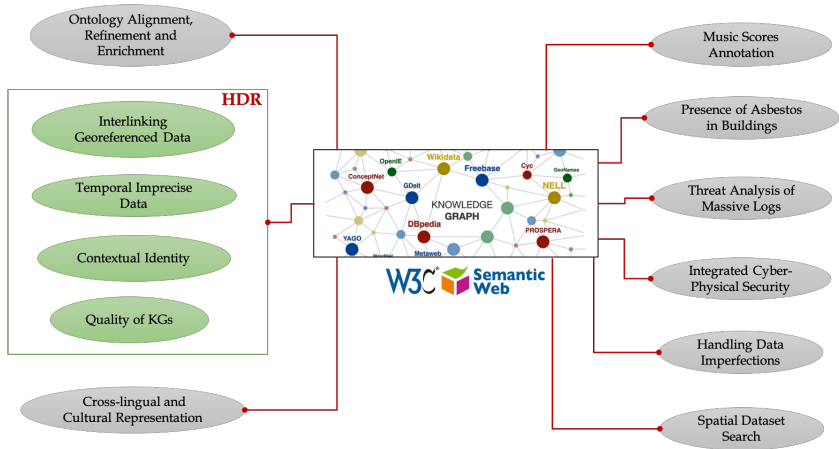 Ontology Alignment,
Refinement and
Enrichment
HDR
Interlinking
Georeferenced Data
Temporal Imprecise
Data
Contextual Identity
Quality of KGs
Cross-lingual and
Cultural Representation
OpenIE
Wikidata
Cyc
GeoNames
ConceptNet
GDelt
Freebase
NELL
KNOWLEDGE
GRAPH
DBpedia
PROSPERA
YAGO
Metaweb
W3C®
Semantic
Web
Music Scores
Annotation
Presence of Asbestos
in Buildings
Threat Analysis of
Massive Logs
Integrated Cyber-
Physical Security
Handling Data
Imperfections
Spatial Dataset
Search